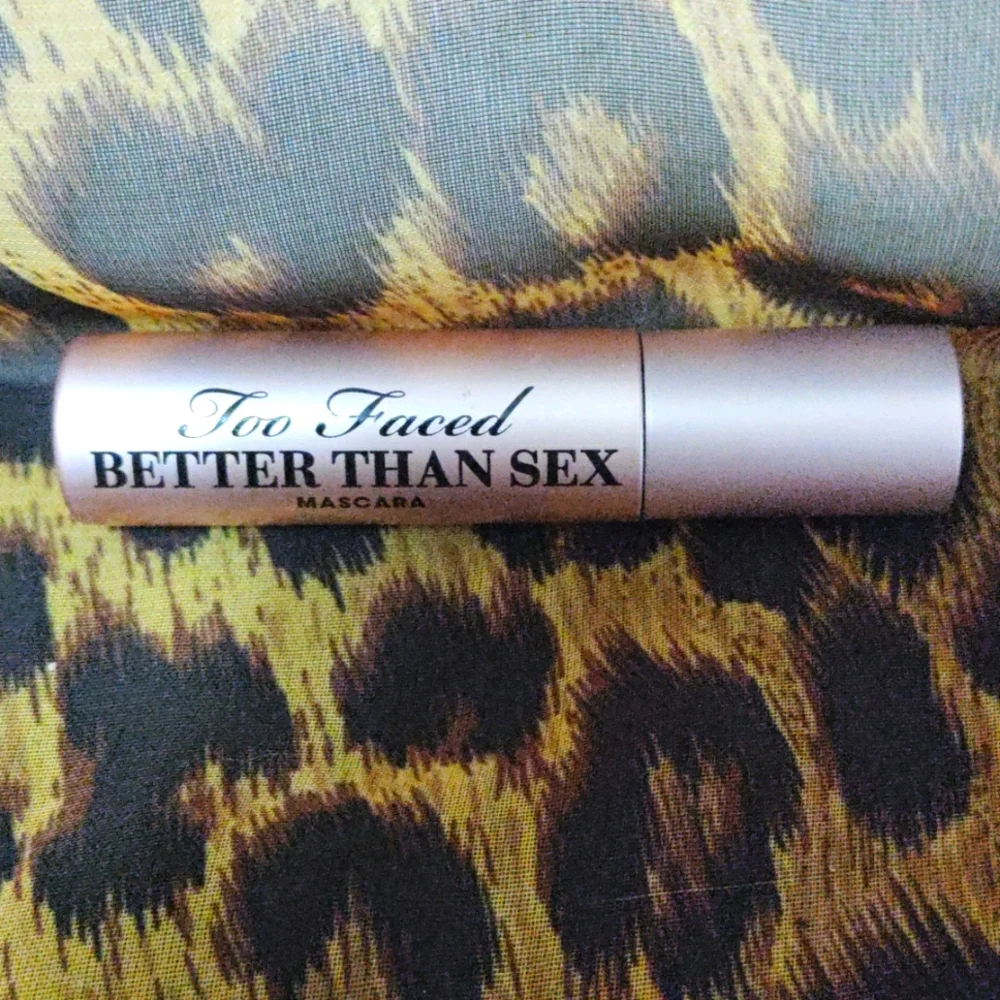 Too Faced
BETTER THAN SEX
MASCARA